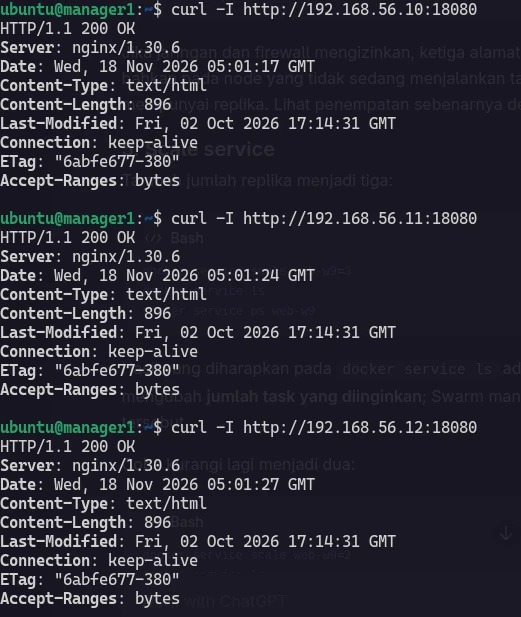 ubuntu@manager1:~$ curl -I http://192.168.56.10:18080
HTTP/1.1 200 OK
Server: nginx/1.30.6
Date: Wed, 18 Nov 2026 05:01:17 GMT
Content-Type: text/html
Content-Length: 896
Last-Modified: Fri, 02 Oct 2026 17:14:31 GMT
Connection: keep-alive
ETag: "6abfe677-380"
Accept-Ranges: bytes
ubuntu@manager1:~$ curl -I http://192.168.56.11:18080
HTTP/1.1 200 OK
Server: nginx/1.30.6
Date: Wed, 18 Nov 2026 05:01:24 GMT
Content-Type: text/html
Content-Length: 896
Last-Modified: Fri, 02 Oct 2026 17:14:31 GMT
Connection: keep-alive
ETag: "6abfe677-380"
Accept-Ranges: bytes
ubuntu@manager1:~$ curl -I http://192.168.56.12:18080
HTTP/1.1 200 OK
Server: nginx/1.30.6
Date: Wed, 18 Nov 2026 05:01:27 GMT
Content-Type: text/html
Content-Length: 896
Last-Modified: Fri, 02 Oct 2026 17:14:31 GMT
Connection: keep-alive
ETag: "6abfe677-380"
Accept-Ranges: bytes